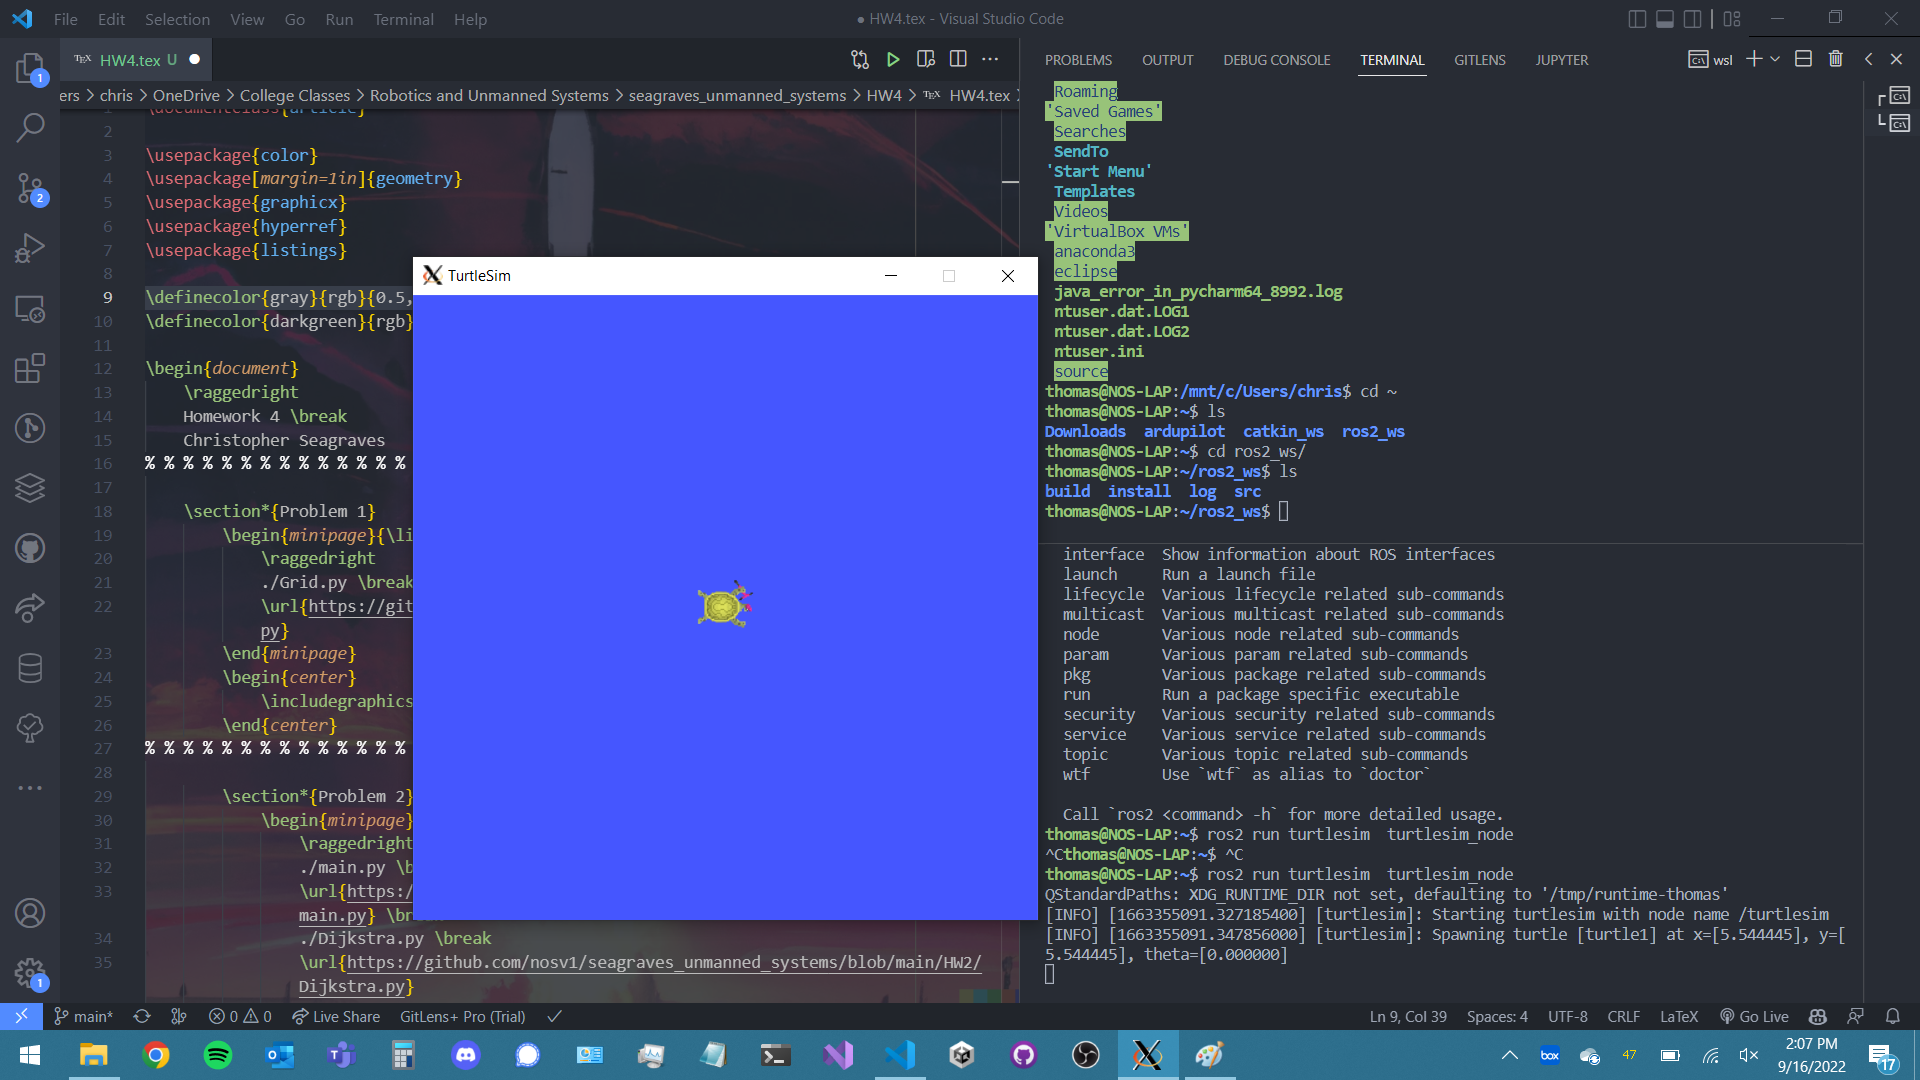 File Edit Selection View Go Run Terminal Help
● HW4.tex - Visual Studio Code
TEX HW4.tex U ●
ers > chris > OneDrive > College Classes > Robotics and Unmanned Systems > seagraves_unmanned_systems > HW4 > TEX HW4.tex
1 \documentclass{article}
2
3 \usepackage{color}
4 \usepackage[margin=1in]{geometry}
5 \usepackage{graphicx}
6 \usepackage{hyperref}
7 \usepackage{listings}
8
9 \definecolor{gray}{rgb}{0.5,
10 \definecolor{darkgreen}{rgb}
11
12 \begin{document}
13 \raggedright
14 Homework 4 \break
15 Christopher Seagraves
16 % % % % % % % % % % % % % %
17
18 \section*{Problem 1}
19 \begin{minipage}{\li
20 \raggedright
21 ./Grid.py \break
22 \url{https://git
py}
23 \end{minipage}
24 \begin{center}
25 \includegraphics
26 \end{center}
27 % % % % % % % % % % % % % %
28
29 \section*{Problem 2}
30 \begin{minipage}
31 \raggedright
32 ./main.py \b
33 \url{https:/
main.py} \br
34 ./Dijkstra.py \break
35 \url{https://github.com/nosv1/seagraves_unmanned_systems/blob/main/HW2/
Dijkstra.py}
TurtleSim
PROBLEMS OUTPUT DEBUG CONSOLE TERMINAL GITLENS JUPYTER
wsl
Roaming
'Saved Games'
Searches
SendTo
'Start Menu'
Templates
Videos
'VirtualBox VMs'
anaconda3
eclipse
java_error_in_pycharm64_8992.log
ntuser.dat.LOG1
ntuser.dat.LOG2
ntuser.ini
source
thomas@NOS-LAP:/mnt/c/Users/chris$ cd ~
thomas@NOS-LAP:~$ ls
Downloads ardupilot catkin_ws ros2_ws
thomas@NOS-LAP:~$ cd ros2_ws/
thomas@NOS-LAP:~/ros2_ws$ ls
build install log src
thomas@NOS-LAP:~/ros2_ws$
interface Show information about ROS interfaces
launch Run a launch file
lifecycle Various lifecycle related sub-commands
multicast Various multicast related sub-commands
node Various node related sub-commands
param Various param related sub-commands
pkg Various package related sub-commands
run Run a package specific executable
security Various security related sub-commands
service Various service related sub-commands
topic Various topic related sub-commands
wtf Use `wtf` as alias to `doctor`
Call `ros2 <command> -h` for more detailed usage.
thomas@NOS-LAP:~$ ros2 run turtlesim turtlesim_node
^Cthomas@NOS-LAP:~$ ^C
thomas@NOS-LAP:~$ ros2 run turtlesim turtlesim_node
QStandardPaths: XDG_RUNTIME_DIR not set, defaulting to '/tmp/runtime-thomas'
[INFO] [1663355091.327185400] [turtlesim]: Starting turtlesim with node name /turtlesim
[INFO] [1663355091.347856000] [turtlesim]: Spawning turtle [turtle1] at x=[5.544445], y=[
5.544445], theta=[0.000000]
1
2
1
main* 0 0 Live Share GitLens+ Pro (Trial)
Ln 9, Col 39 Spaces: 4 UTF-8 CRLF LaTeX Go Live
box 47
2:07 PM
9/16/2022
17